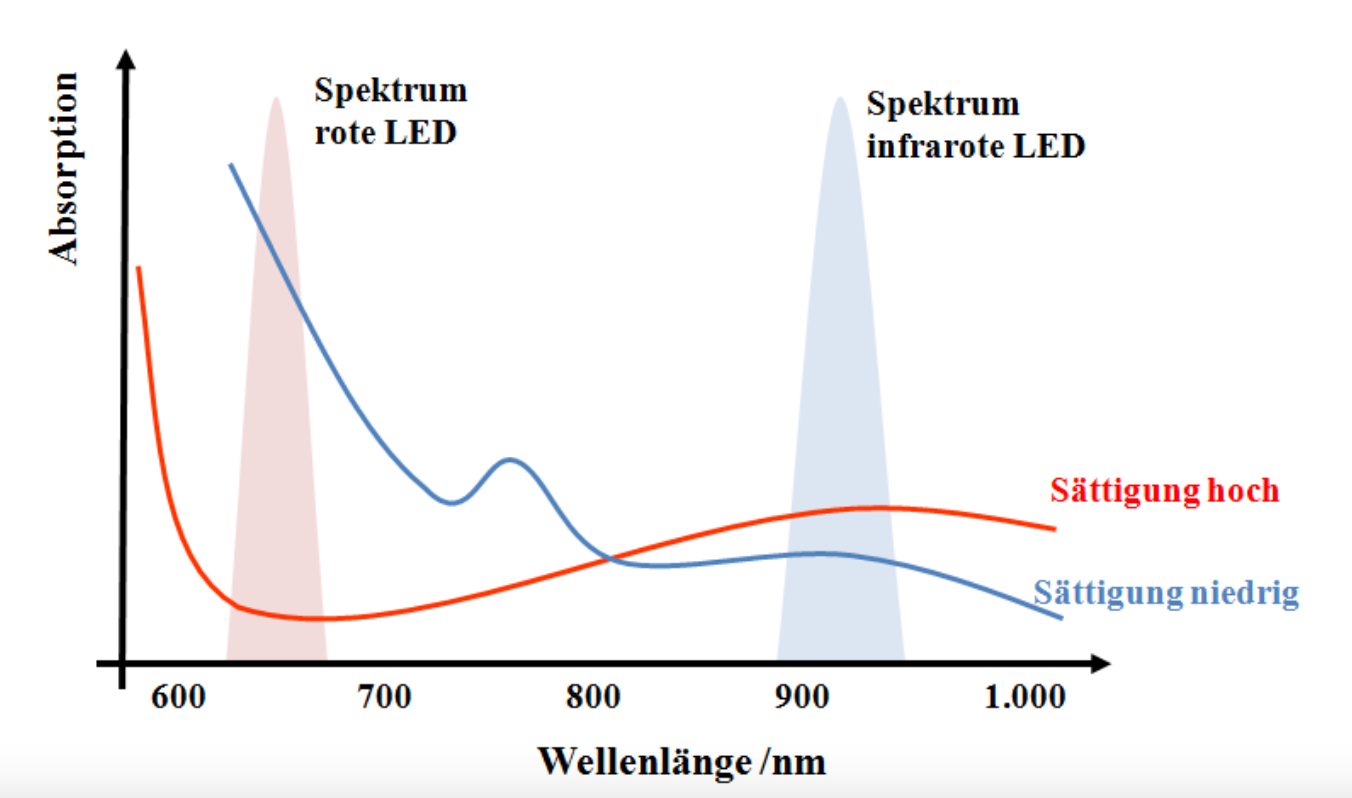 Absorption
Spektrum
rote LED
Spektrum
infrarote LED
Sättigung hoch
Sättigung niedrig
600 700 800 900 1.000
Wellenlänge /nm